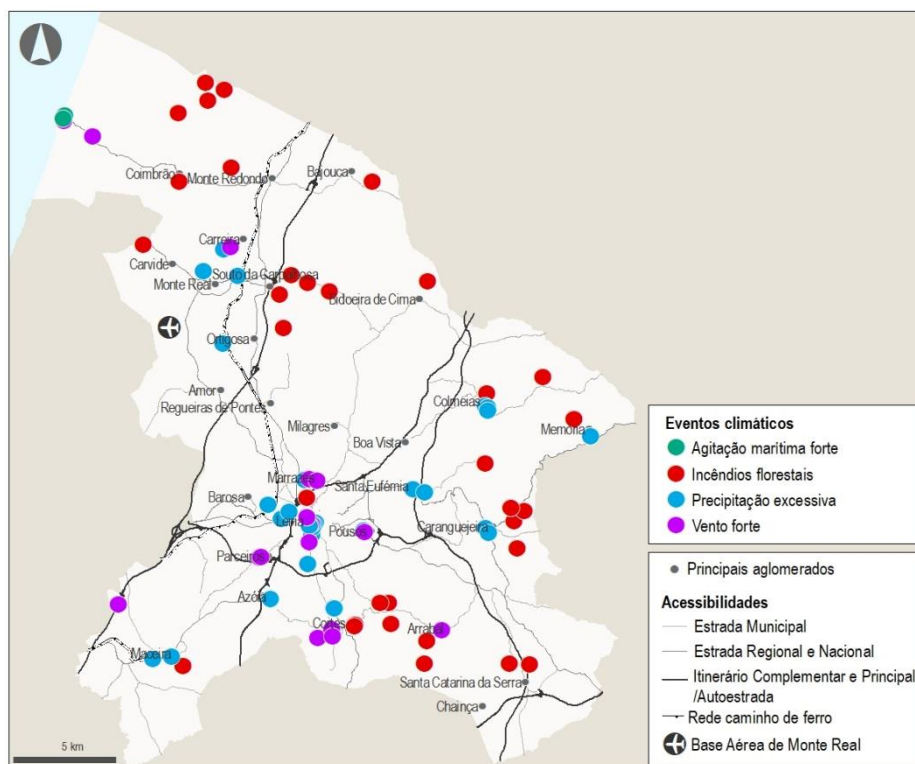 Coimbrão
Monte Redondo
Bajouca
Carreira
Carvide
Souto da Carpalhosa
Monte Real
Bidoeira de Cima
Ortigosa
Amor
Regueiras de Pontes
Colmeias
Milagres
Memória
Boa Vista
Marrazes
Santa Eufémia
Barosa
Leiria
Pousos
Caranguejeira
Parceiros
Azóia
Cortes
Arrabal
Maceira
Santa Catarina da Serra
Chainça
5 km
Eventos climáticos
Agitação marítima forte
Incêndios florestais
Precipitação excessiva
Vento forte
Principais aglomerados
Acessibilidades
Estrada Municipal
Estrada Regional e Nacional
Itinerário Complementar e Principal
/Autoestrada
Rede caminho de ferro
Base Aérea de Monte Real